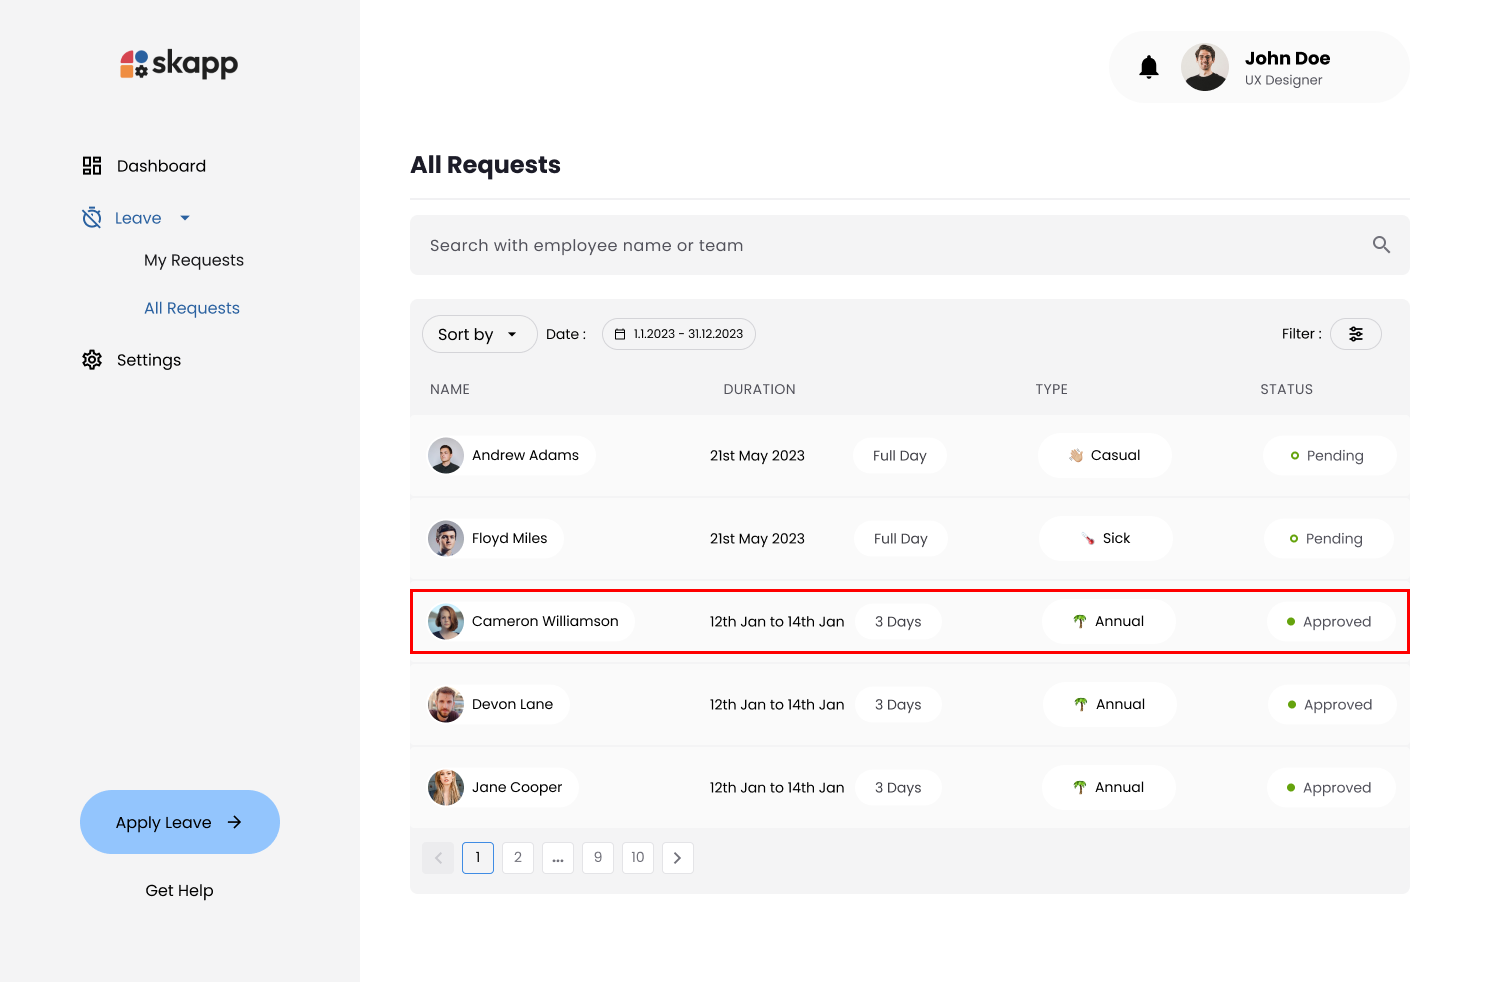 skapp
John Doe
UX Designer
Dashboard
Leave
My Requests
All Requests
Settings
Apply Leave
Get Help
All Requests
Search with employee name or team
Sort by Date : 1.1.2023 - 31.12.2023 Filter :
NAME DURATION TYPE STATUS
Andrew Adams 21st May 2023 Full Day Casual Pending
Floyd Miles 21st May 2023 Full Day Sick Pending
Cameron Williamson 12th Jan to 14th Jan 3 Days Annual Approved
Devon Lane 12th Jan to 14th Jan 3 Days Annual Approved
Jane Cooper 12th Jan to 14th Jan 3 Days Annual Approved
1 2 ... 9 10